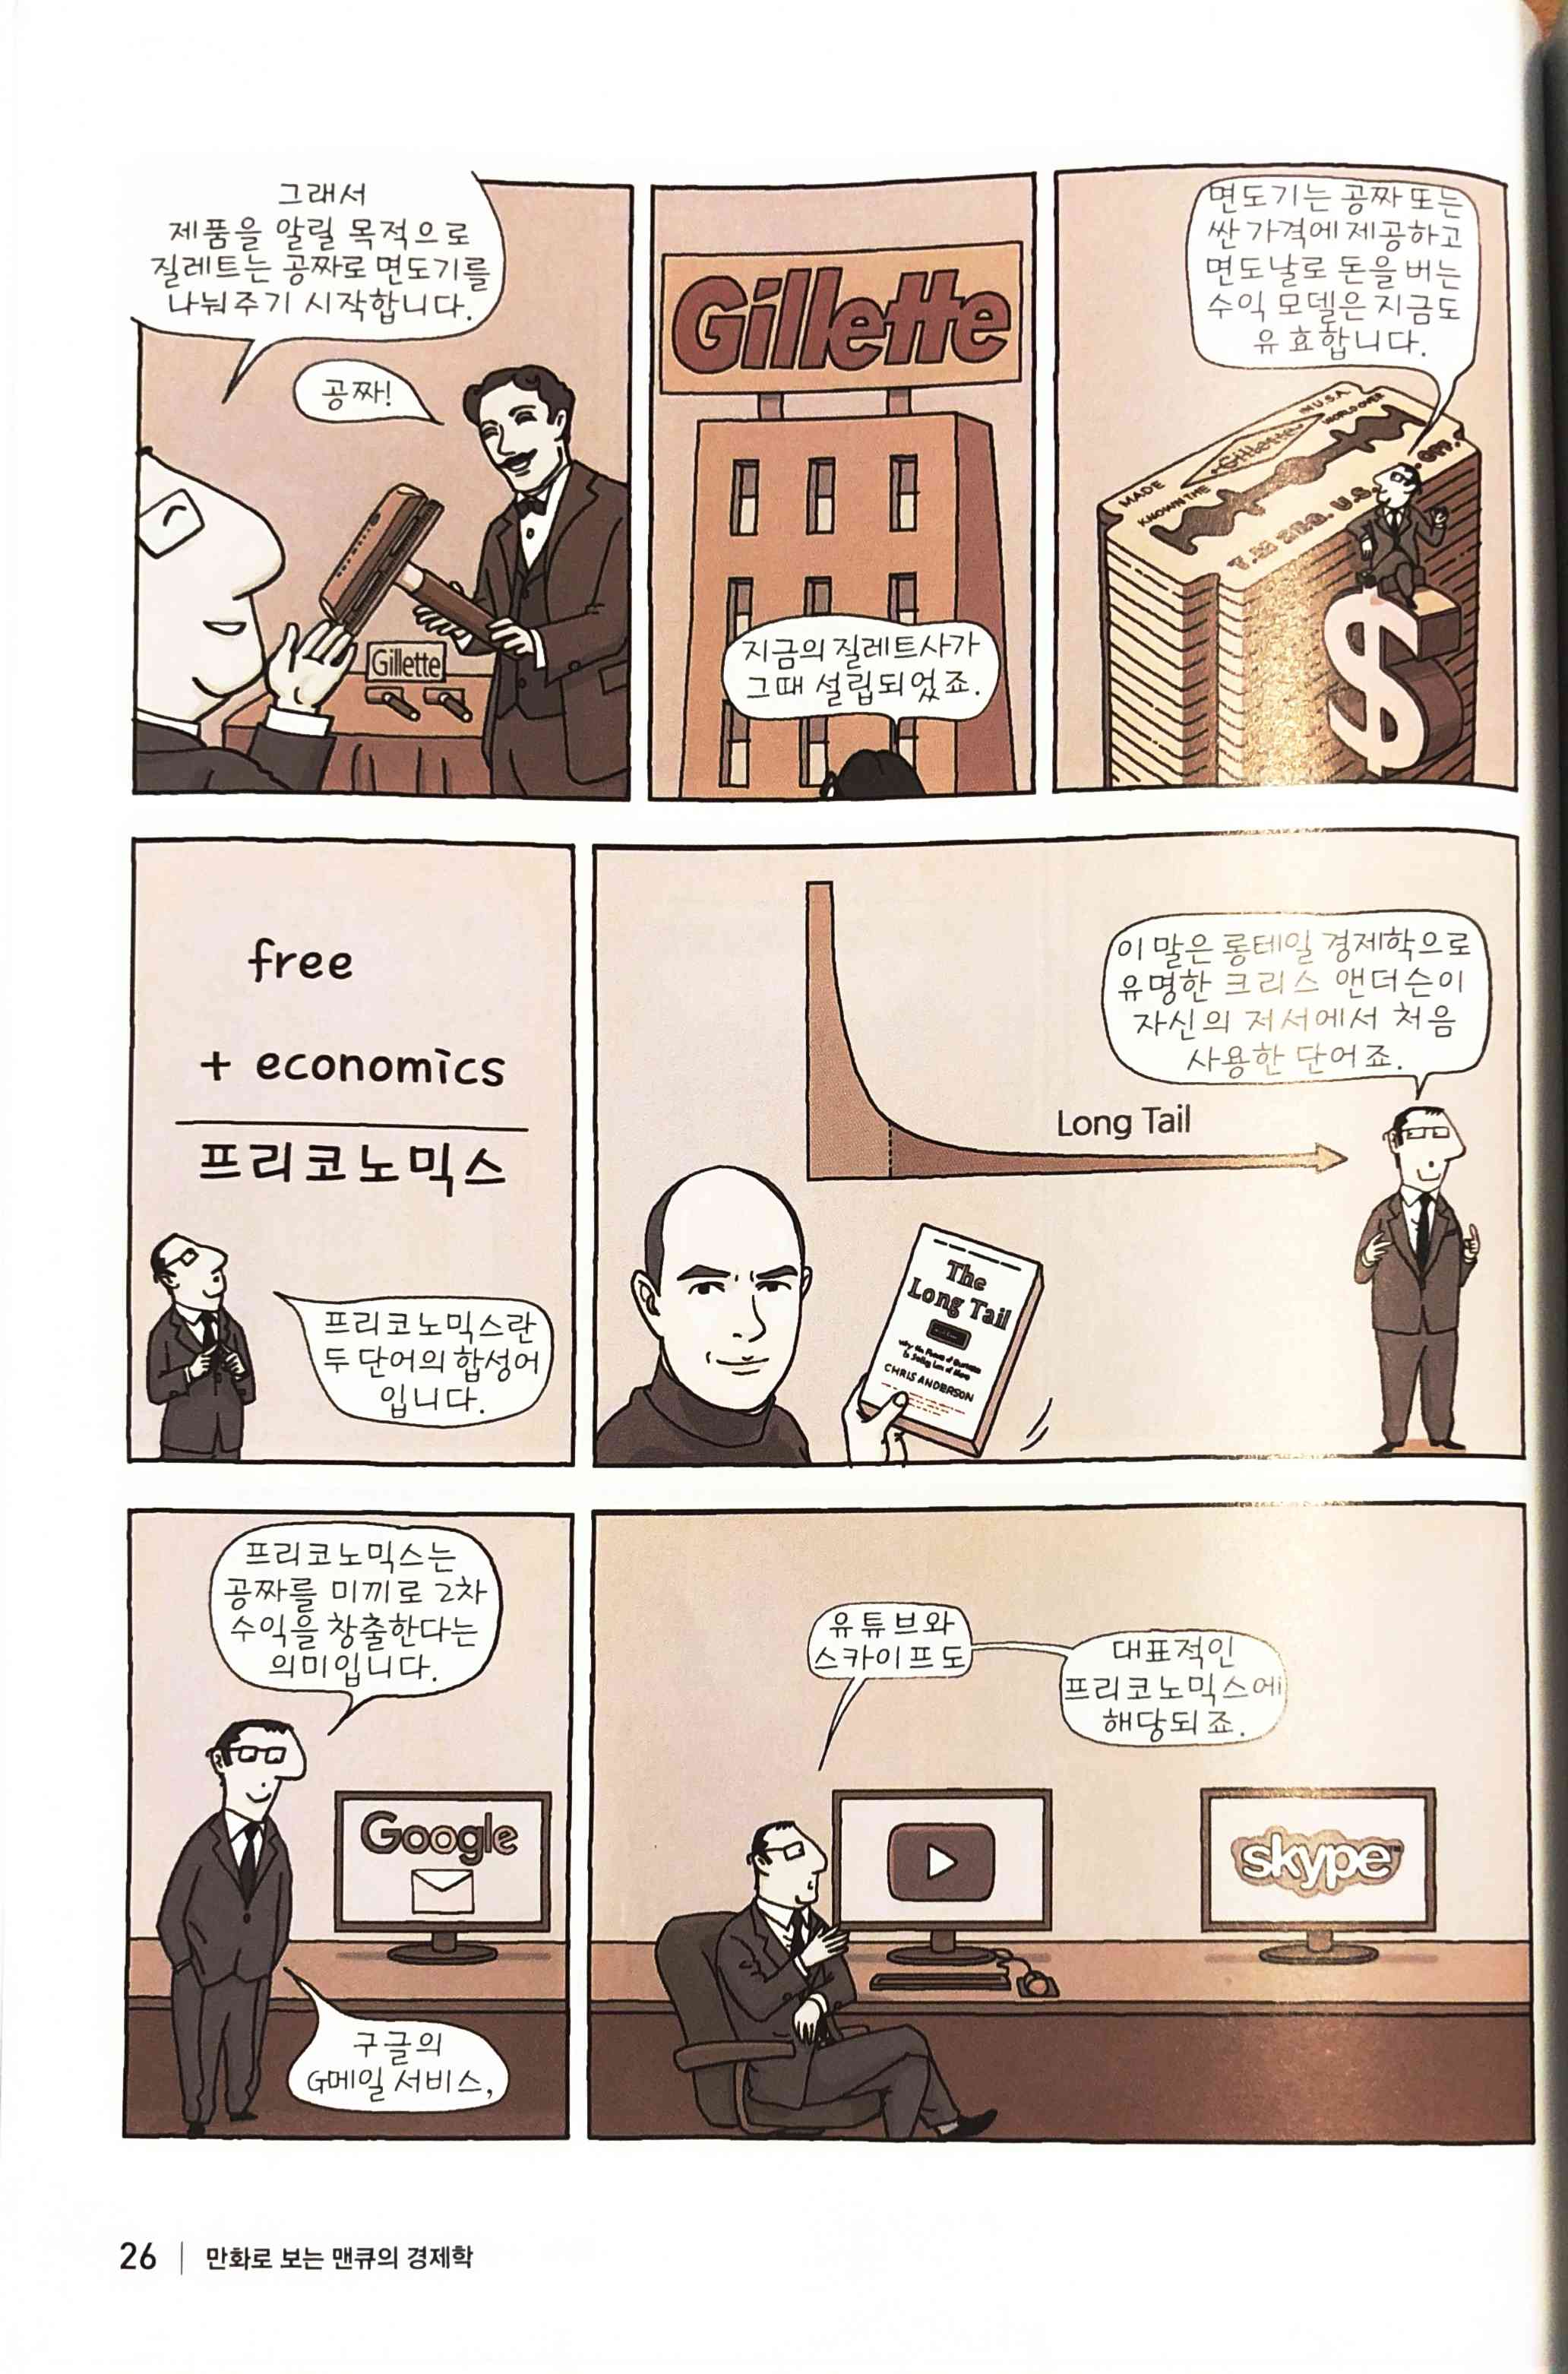 그래서
제품을 알릴 목적으로
질레트는 공짜로 면도기를
나눠주기 시작합니다.
공짜!
Gillette
Gillette
지금의 질레트사가
그때 설립되었죠.
면도기는 공짜 또는
싼 가격에 제공하고
면도날로 돈을 버는
수익 모델은 지금도
유효합니다.
MADE
IN U.S.A.
KNOWN THE
WORLD OVER
Gillette
$
free
+ economics
프리코노믹스
프리코노믹스란
두 단어의 합성어
입니다.
이 말은 롱테일 경제학으로
유명한 크리스 앤더슨이
자신의 저서에서 처음
사용한 단어죠.
Long Tail
The
Long Tail
CHRIS ANDERSON
프리코노믹스는
공짜를 미끼로 2차
수익을 창출한다는
의미입니다.
Google
구글의
G메일 서비스,
유튜브와
스카이프도
대표적인
프리코노믹스에
해당되죠.
skype™
26 | 만화로 보는 맨큐의 경제학